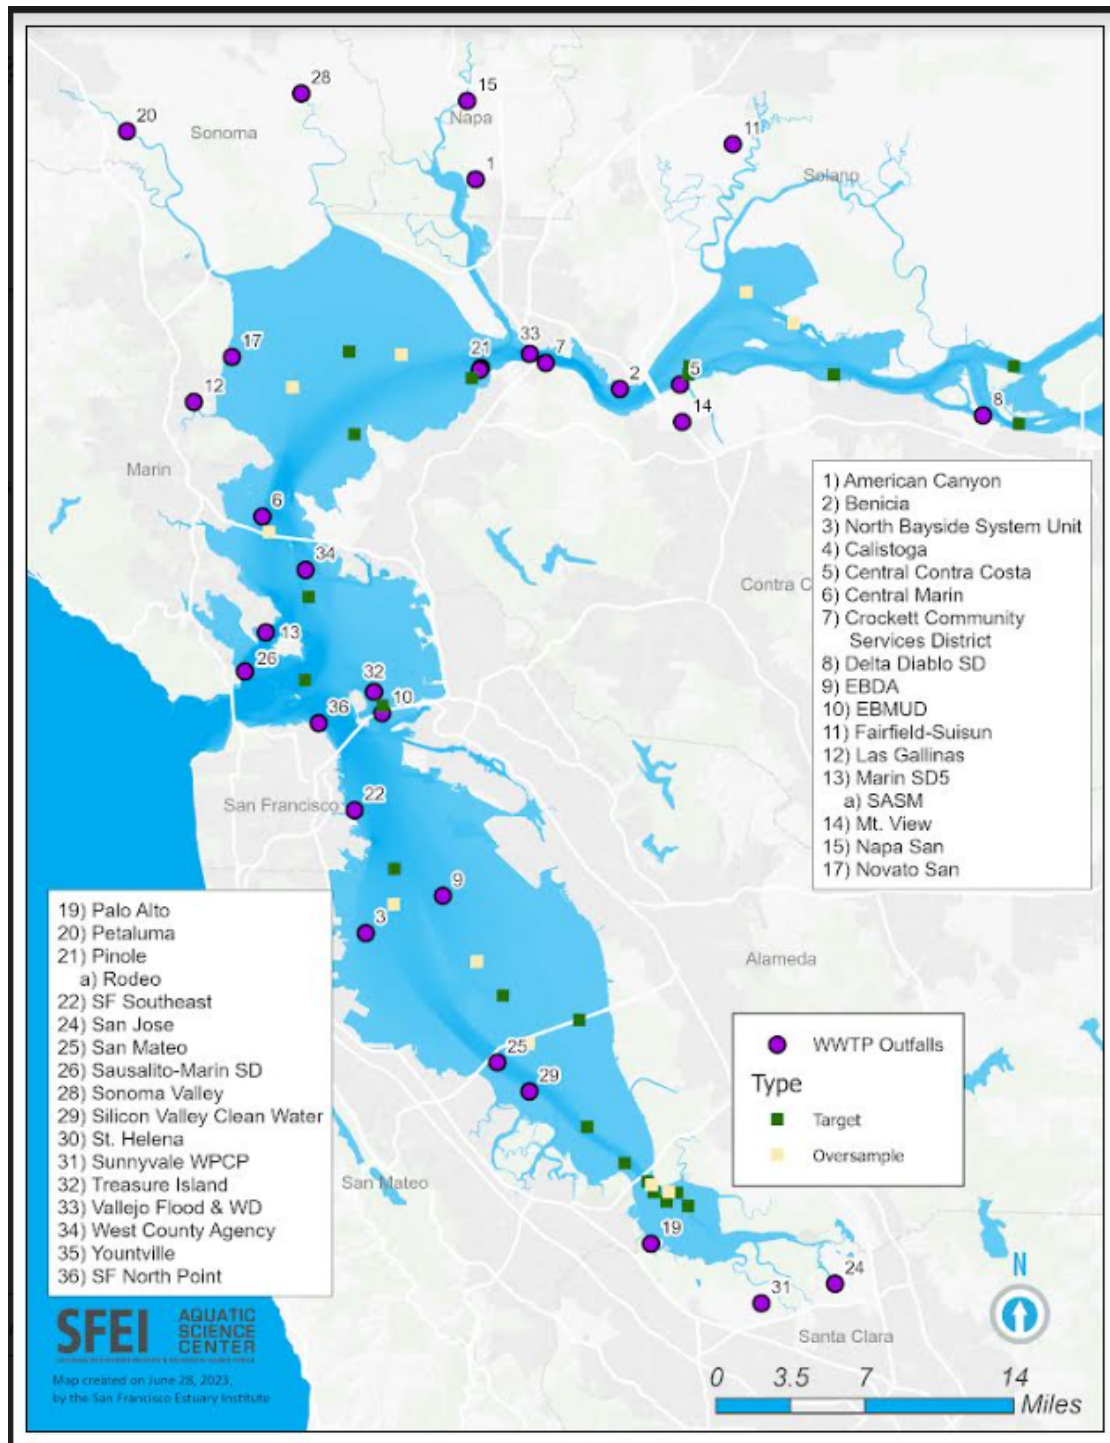 28
15
20
Sonoma
Napa
11
1
Solano
33
17
21
7
2
5
12
14
8
Marin
6
1) American Canyon
2) Benicia
3) North Bayside System Unit
4) Calistoga
5) Central Contra Costa
6) Central Marin
7) Crockett Community
Services District
8) Delta Diablo SD
9) EBDA
10) EBMUD
11) Fairfield-Suisun
12) Las Gallinas
13) Marin SD5
a) SASM
14) Mt. View
15) Napa San
17) Novato San
34
Contra C
13
26
32
10
36
San Francisco
22
9
3
19) Palo Alto
20) Petaluma
21) Pinole
a) Rodeo
22) SF Southeast
24) San Jose
25) San Mateo
26) Sausalito-Marin SD
28) Sonoma Valley
29) Silicon Valley Clean Water
30) St. Helena
31) Sunnyvale WPCP
32) Treasure Island
33) Vallejo Flood & WD
34) West County Agency
35) Yountville
36) SF North Point
Alameda
WWTP Outfalls
Type
Target
Oversample
25
29
San Mateo
19
24
31
Santa Clara
N
SFEI
AQUATIC
SCIENCE
CENTER
Map created on June 28, 2023,
by the San Francisco Estuary Institute
0 3.5 7 14
Miles